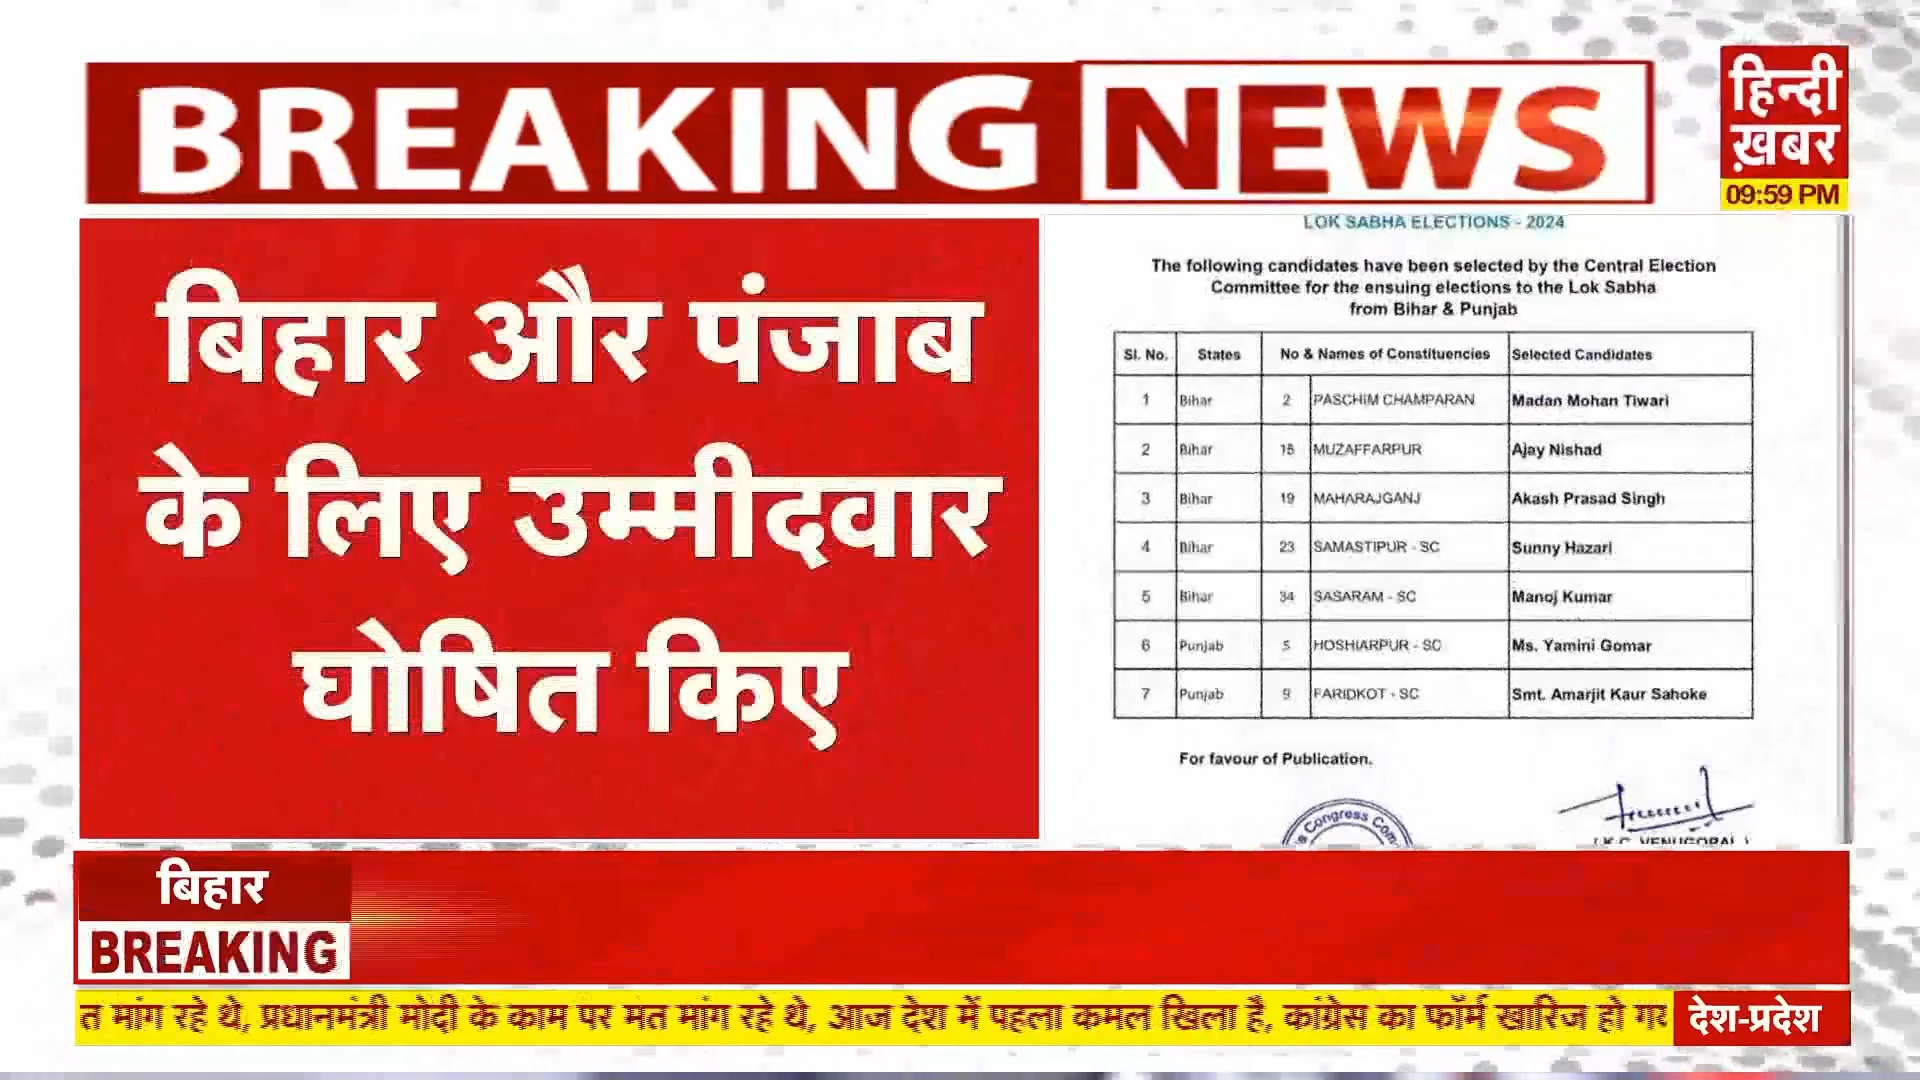 BREAKING NEWS
हिन्दी
ख़बर
09:59 PM
बिहार और पंजाब
के लिए उम्मीदवार
घोषित किए
LOK SABHA ELECTIONS - 2024
The following candidates have been selected by the Central Election
Committee for the ensuing elections to the Lok Sabha
from Bihar & Punjab
Sl. No. States No & Names of Constituencies Selected Candidates
1 Bihar 2 PASCHIM CHAMPARAN Madan Mohan Tiwari
2 Bihar 15 MUZAFFARPUR Ajay Nishad
3 Bihar 19 MAHARAJGANJ Akash Prasad Singh
4 Bihar 23 SAMASTIPUR - SC Sunny Hazari
5 Bihar 34 SASARAM - SC Manoj Kumar
6 Punjab 5 HOSHIARPUR - SC Ms. Yamini Gomar
7 Punjab 9 FARIDKOT - SC Smt. Amarjit Kaur Sahoke
For favour of Publication.
Congress Com
( K.C. VENUGOPAL )
बिहार
BREAKING
त मांग रहे थे, प्रधानमंत्री मोदी के काम पर मत मांग रहे थे, आज देश में पहला कमल खिला है, कांग्रेस का फॉर्म खारिज हो
देश-प्रदेश